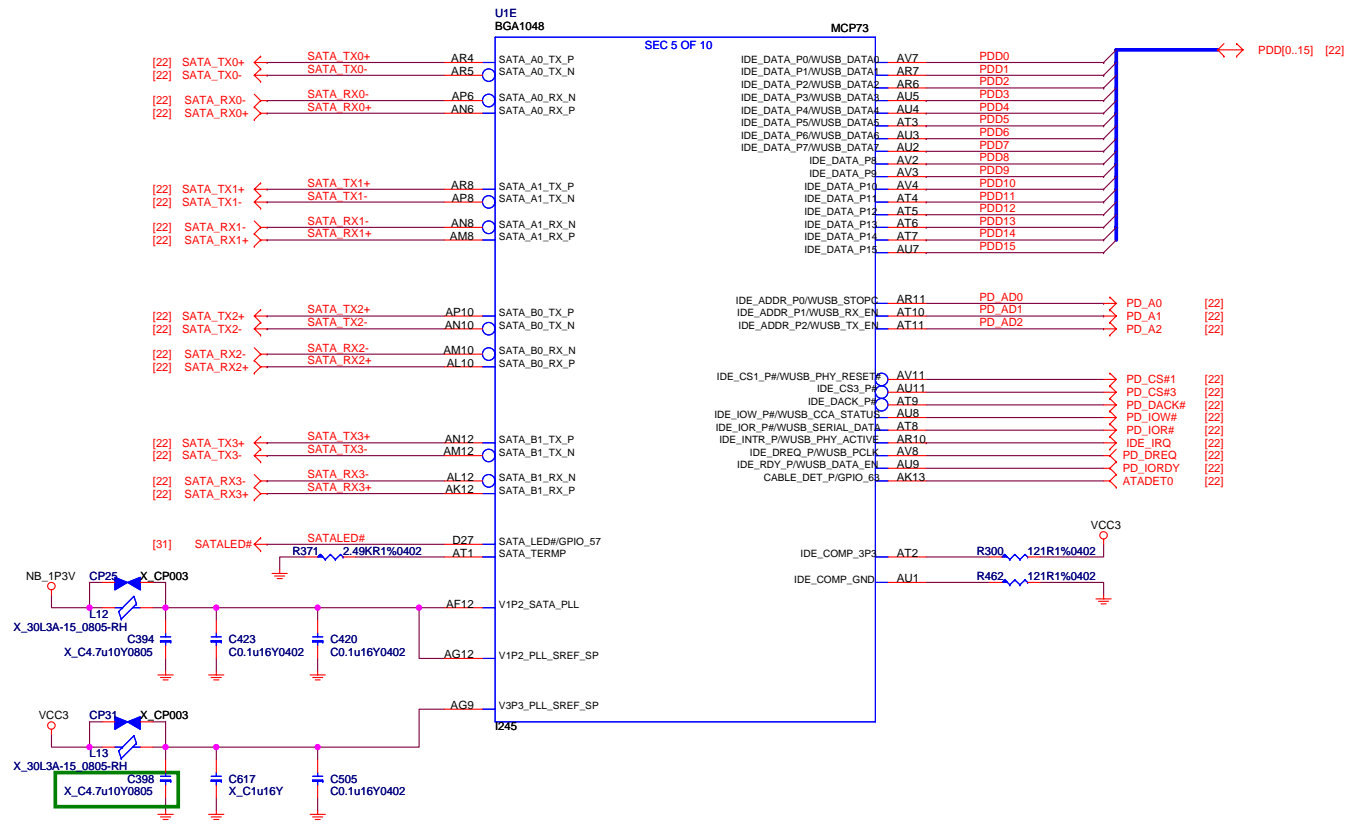 U1E
BGA1048
MCP73
SEC 5 OF 10
[22] SATA_TX0+ SATA_TX0+ AR4 SATA_A0_TX_P
[22] SATA_TX0- SATA_TX0- AR5 SATA_A0_TX_N
[22] SATA_RX0- SATA_RX0- AP6 SATA_A0_RX_N
[22] SATA_RX0+ SATA_RX0+ AN6 SATA_A0_RX_P
[22] SATA_TX1+ SATA_TX1+ AR8 SATA_A1_TX_P
[22] SATA_TX1- SATA_TX1- AP8 SATA_A1_TX_N
[22] SATA_RX1- SATA_RX1- AN8 SATA_A1_RX_N
[22] SATA_RX1+ SATA_RX1+ AM8 SATA_A1_RX_P
[22] SATA_TX2+ SATA_TX2+ AP10 SATA_B0_TX_P
[22] SATA_TX2- SATA_TX2- AN10 SATA_B0_TX_N
[22] SATA_RX2- SATA_RX2- AM10 SATA_B0_RX_N
[22] SATA_RX2+ SATA_RX2+ AL10 SATA_B0_RX_P
[22] SATA_TX3+ SATA_TX3+ AN12 SATA_B1_TX_P
[22] SATA_TX3- SATA_TX3- AM12 SATA_B1_TX_N
[22] SATA_RX3- SATA_RX3- AL12 SATA_B1_RX_N
[22] SATA_RX3+ SATA_RX3+ AK12 SATA_B1_RX_P
[31] SATALED# SATALED# D27 SATA_LED#/GPIO_57
R371 2.49KR1%0402 AT1 SATA_TERMP
NB_1P3V CP25 X_CP003
L12
X_30L3A-15_0805-RH
AF12 V1P2_SATA_PLL
C394
X_C4.7u10Y0805
C423
C0.1u16Y0402
C420
C0.1u16Y0402
AG12 V1P2_PLL_SREF_SP
AG9 V3P3_PLL_SREF_SP
I245
VCC3 CP31 X_CP003
L13
X_30L3A-15_0805-RH
C398
X_C4.7u10Y0805
C617
X_C1u16Y
C505
C0.1u16Y0402
IDE_DATA_P0/WUSB_DATA0 AV7 PDD0
PDD[0..15] [22]
IDE_DATA_P1/WUSB_DATA1 AR7 PDD1
IDE_DATA_P2/WUSB_DATA2 AR6 PDD2
IDE_DATA_P3/WUSB_DATA3 AU5 PDD3
IDE_DATA_P4/WUSB_DATA4 AU4 PDD4
IDE_DATA_P5/WUSB_DATA5 AT3 PDD5
IDE_DATA_P6/WUSB_DATA6 AU3 PDD6
IDE_DATA_P7/WUSB_DATA7 AU2 PDD7
IDE_DATA_P8 AV2 PDD8
IDE_DATA_P9 AV3 PDD9
IDE_DATA_P10 AV4 PDD10
IDE_DATA_P11 AT4 PDD11
IDE_DATA_P12 AT5 PDD12
IDE_DATA_P13 AT6 PDD13
IDE_DATA_P14 AT7 PDD14
IDE_DATA_P15 AU7 PDD15
IDE_ADDR_P0/WUSB_STOPC AR11 PD_AD0 PD_A0 [22]
IDE_ADDR_P1/WUSB_RX_EN AT10 PD_AD1 PD_A1 [22]
IDE_ADDR_P2/WUSB_TX_EN AT11 PD_AD2 PD_A2 [22]
IDE_CS1_P#/WUSB_PHY_RESET# AV11 PD_CS#1 [22]
IDE_CS3_P# AU11 PD_CS#3 [22]
IDE_DACK_P# AT9 PD_DACK# [22]
IDE_IOW_P#/WUSB_CCA_STATUS AU8 PD_IOW# [22]
IDE_IOR_P#/WUSB_SERIAL_DATA AT8 PD_IOR# [22]
IDE_INTR_P/WUSB_PHY_ACTIVE AR10 IDE_IRQ [22]
IDE_DREQ_P/WUSB_PCLK AV8 PD_DREQ [22]
IDE_RDY_P/WUSB_DATA_EN AU9 PD_IORDY [22]
CABLE_DET_P/GPIO_63 AK13 ATADET0 [22]
VCC3
IDE_COMP_3P3 AT2 R300 121R1%0402
IDE_COMP_GND AU1 R462 121R1%0402